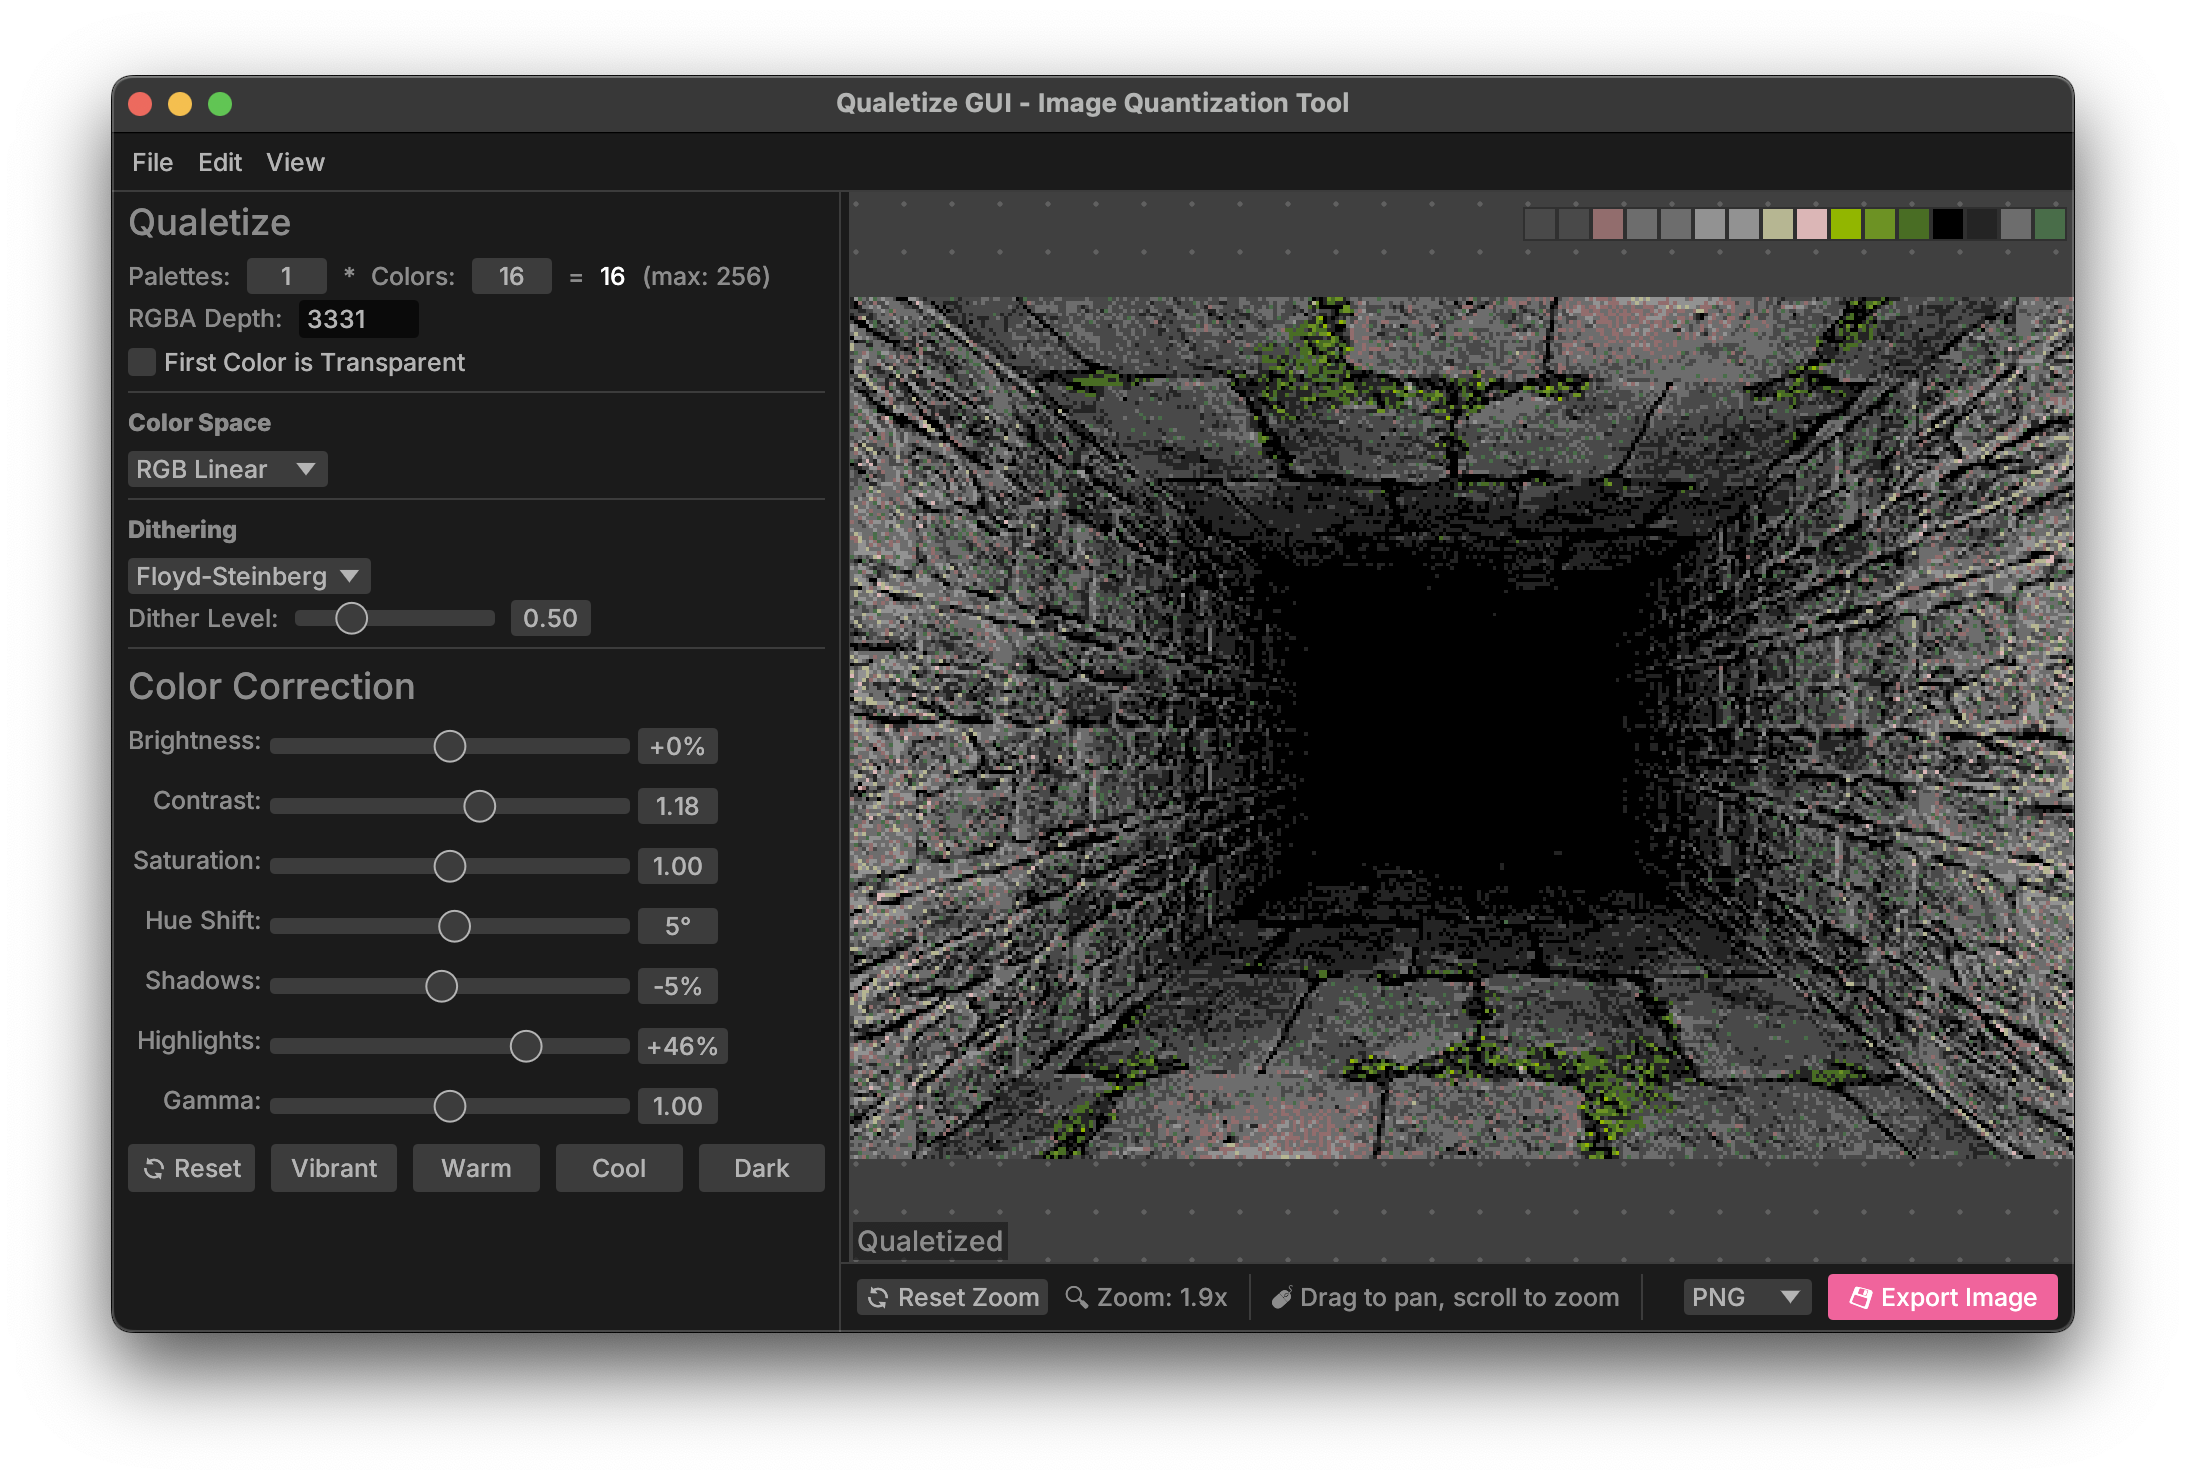 Qualetize GUI - Image Quantization Tool
File Edit View
Qualetize
Palettes: 1 * Colors: 16 = 16 (max: 256)
RGBA Depth: 3331
First Color is Transparent
Color Space
RGB Linear
Dithering
Floyd-Steinberg
Dither Level: 0.50
Color Correction
Brightness: +0%
Contrast: 1.18
Saturation: 1.00
Hue Shift: 5°
Shadows: -5%
Highlights: +46%
Gamma: 1.00
Reset Vibrant Warm Cool Dark
Qualetized
Reset Zoom Zoom: 1.9x Drag to pan, scroll to zoom PNG Export Image